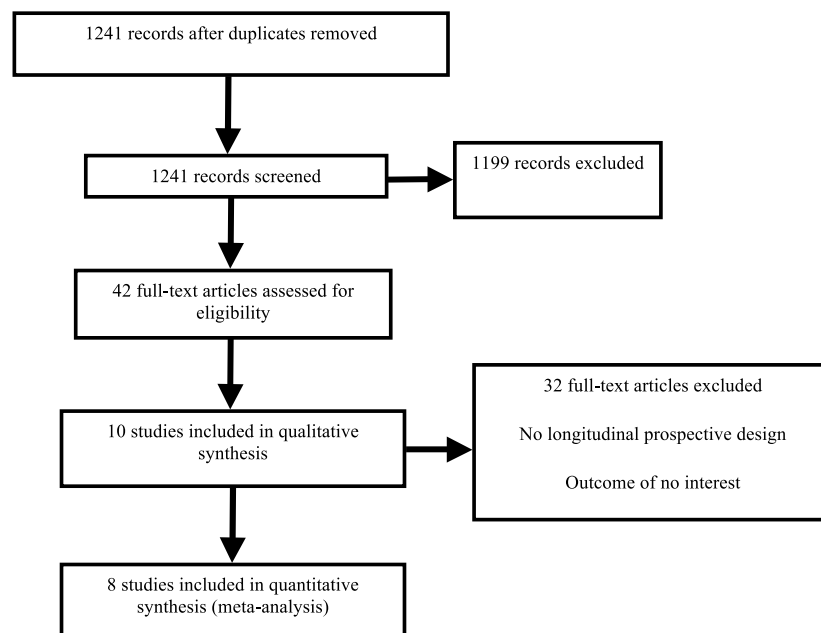 1241 records after duplicates removed
1241 records screened
1199 records excluded
42 full-text articles assessed for
eligibility
10 studies included in qualitative
synthesis
32 full-text articles excluded
No longitudinal prospective design
Outcome of no interest
8 studies included in quantitative
synthesis (meta-analysis)